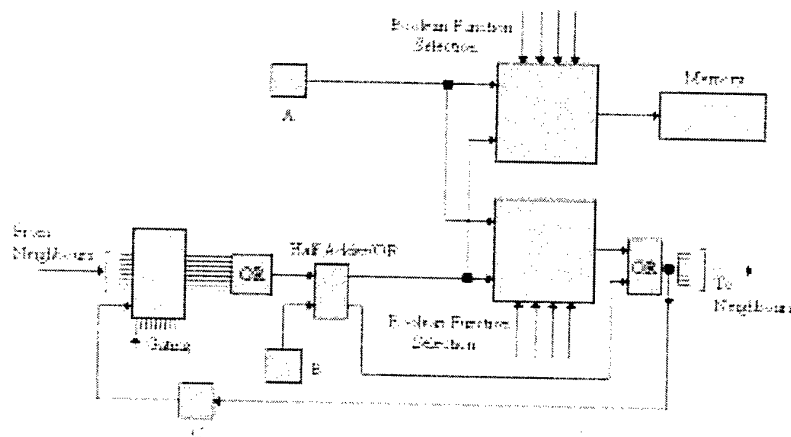 Boolean Function
Selection
Memory
A
From
Neighbours
Half Adder/OR
OR
OR
To
Neighbours
Boolean Function
Selection
Gating
B
C